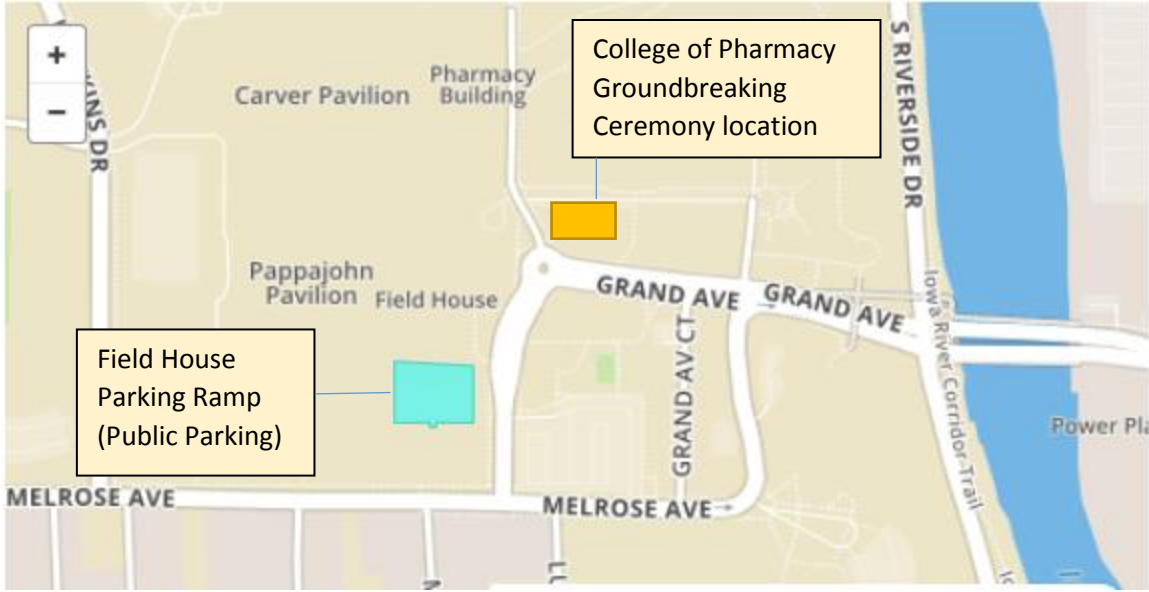 +
−
College of Pharmacy
Groundbreaking
Ceremony location
S RIVERSIDE DR
KINS DR
Carver Pavilion
Pharmacy
Building
Pappajohn
Pavilion
Field House
GRAND AVE
GRAND AVE
Field House
Parking Ramp
(Public Parking)
GRAND AV CT
Iowa River Corridor Trail
Power Pla
MELROSE AVE
MELROSE AVE